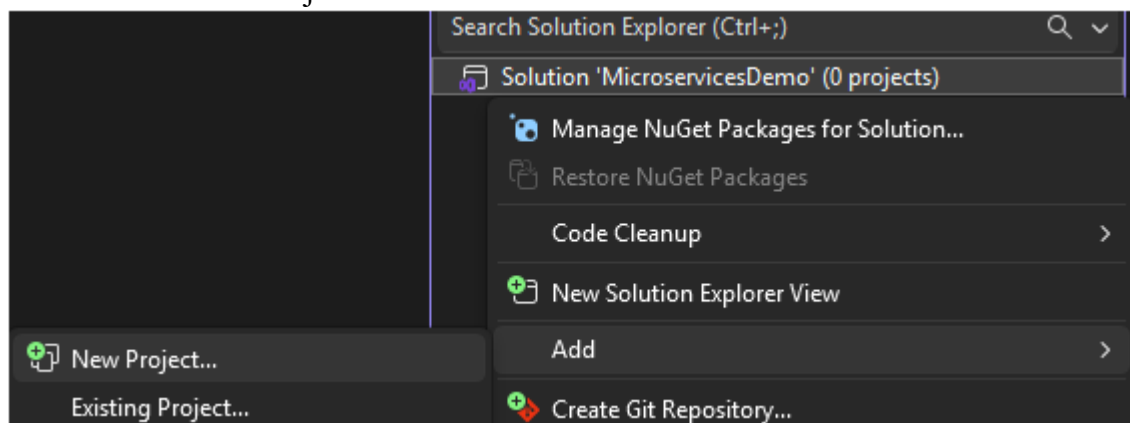 Search Solution Explorer (Ctrl+;)
Solution 'MicroservicesDemo' (0 projects)
Manage NuGet Packages for Solution...
Restore NuGet Packages
Code Cleanup
New Solution Explorer View
Add
New Project...
Existing Project...
Create Git Repository...